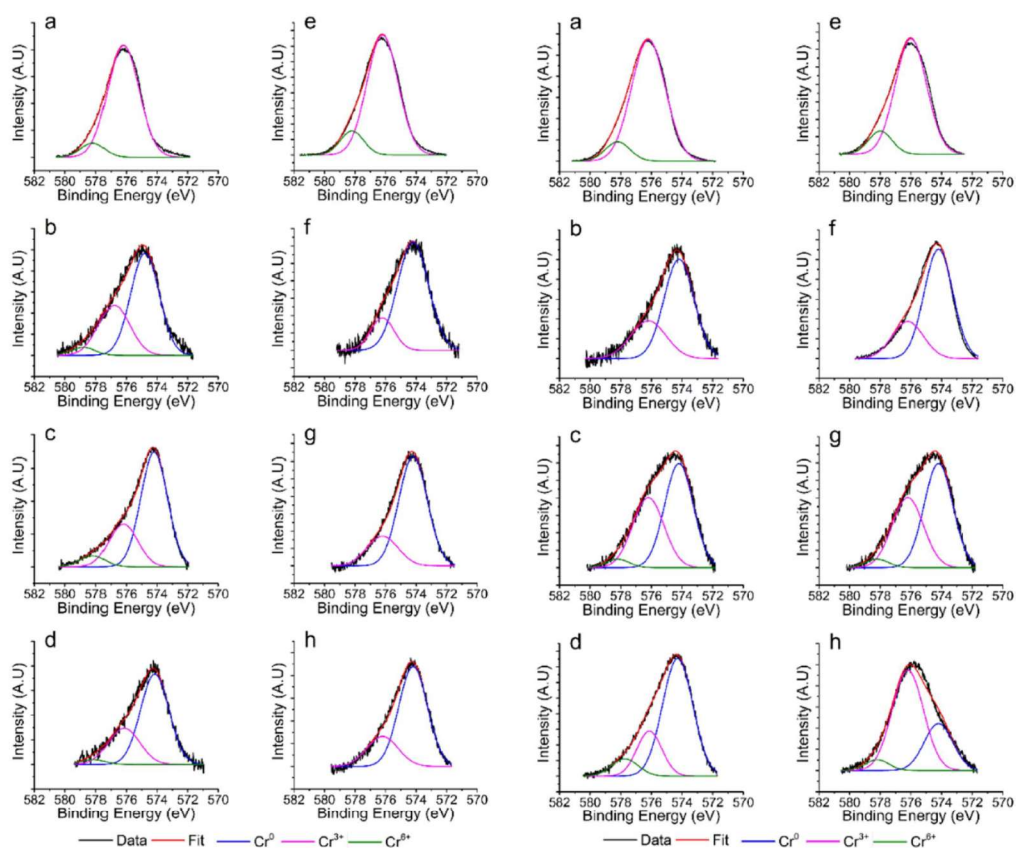 a
e
a
e
Intensity (A.U)
Intensity (A.U)
Intensity (A.U)
Intensity (A.U)
582 580 578 576 574 572 570
582 580 578 576 574 572 570
582 580 578 576 574 572 570
582 580 578 576 574 572 570
Binding Energy (eV)
Binding Energy (eV)
Binding Energy (eV)
Binding Energy (eV)
b
f
b
f
Intensity (A.U)
Intensity (A.U)
Intensity (A.U)
Intensity (A.U)
582 580 578 576 574 572 570
582 580 578 576 574 572 570
582 580 578 576 574 572 570
582 580 578 576 574 572 570
Binding Energy (eV)
Binding Energy (eV)
Binding Energy (eV)
Binding Energy (eV)
c
g
c
g
Intensity (A.U)
Intensity (A.U)
Intensity (A.U)
Intensity (A.U)
582 580 578 576 574 572 570
582 580 578 576 574 572 570
582 580 578 576 574 572 570
582 580 578 576 574 572 570
Binding Energy (eV)
Binding Energy (eV)
Binding Energy (eV)
Binding Energy (eV)
d
h
d
h
Intensity (A.U)
Intensity (A.U)
Intensity (A.U)
Intensity (A.U)
582 580 578 576 574 572 570
582 580 578 576 574 572 570
582 580 578 576 574 572 570
582 580 578 576 574 572 570
Binding Energy (eV)
Binding Energy (eV)
Binding Energy (eV)
Binding Energy (eV)
Data Fit Cr⁰ Cr³⁺ Cr⁶⁺
Data Fit Cr⁰ Cr³⁺ Cr⁶⁺